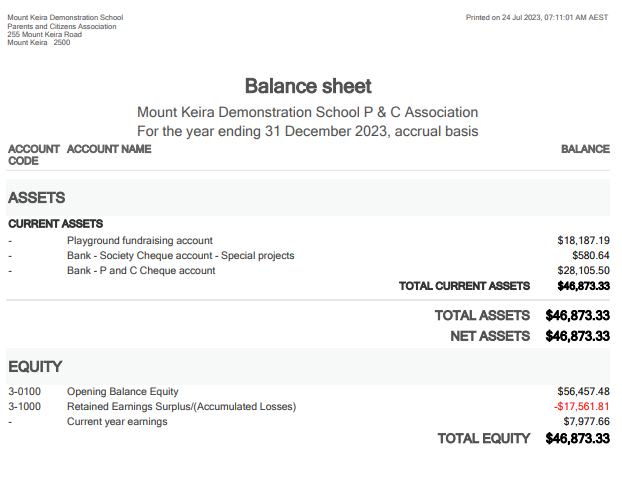 Mount Keira Demonstration School
Parents and Citizens Association
255 Mount Keira Road
Mount Keira 2500
Printed on 24 Jul 2023, 07:11:01 AM AEST
Balance sheet
Mount Keira Demonstration School P & C Association
For the year ending 31 December 2023, accrual basis
ACCOUNT CODE ACCOUNT NAME BALANCE
ASSETS
CURRENT ASSETS
- Playground fundraising account $18,187.19
- Bank - Society Cheque account - Special projects $580.64
- Bank - P and C Cheque account $28,105.50
TOTAL CURRENT ASSETS $46,873.33
TOTAL ASSETS $46,873.33
NET ASSETS $46,873.33
EQUITY
3-0100 Opening Balance Equity $56,457.48
3-1000 Retained Earnings Surplus/(Accumulated Losses) -$17,561.81
- Current year earnings $7,977.66
TOTAL EQUITY $46,873.33